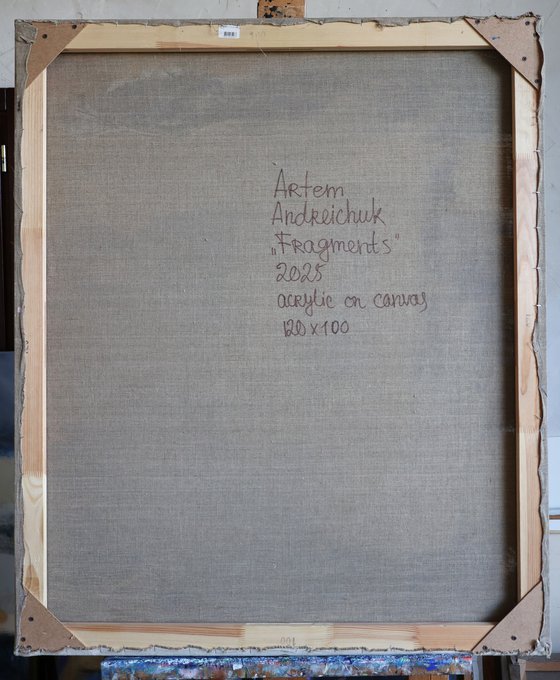 Artem
Andreichuk
„Fragments"
2025
acrylic on canvas
120 x 100